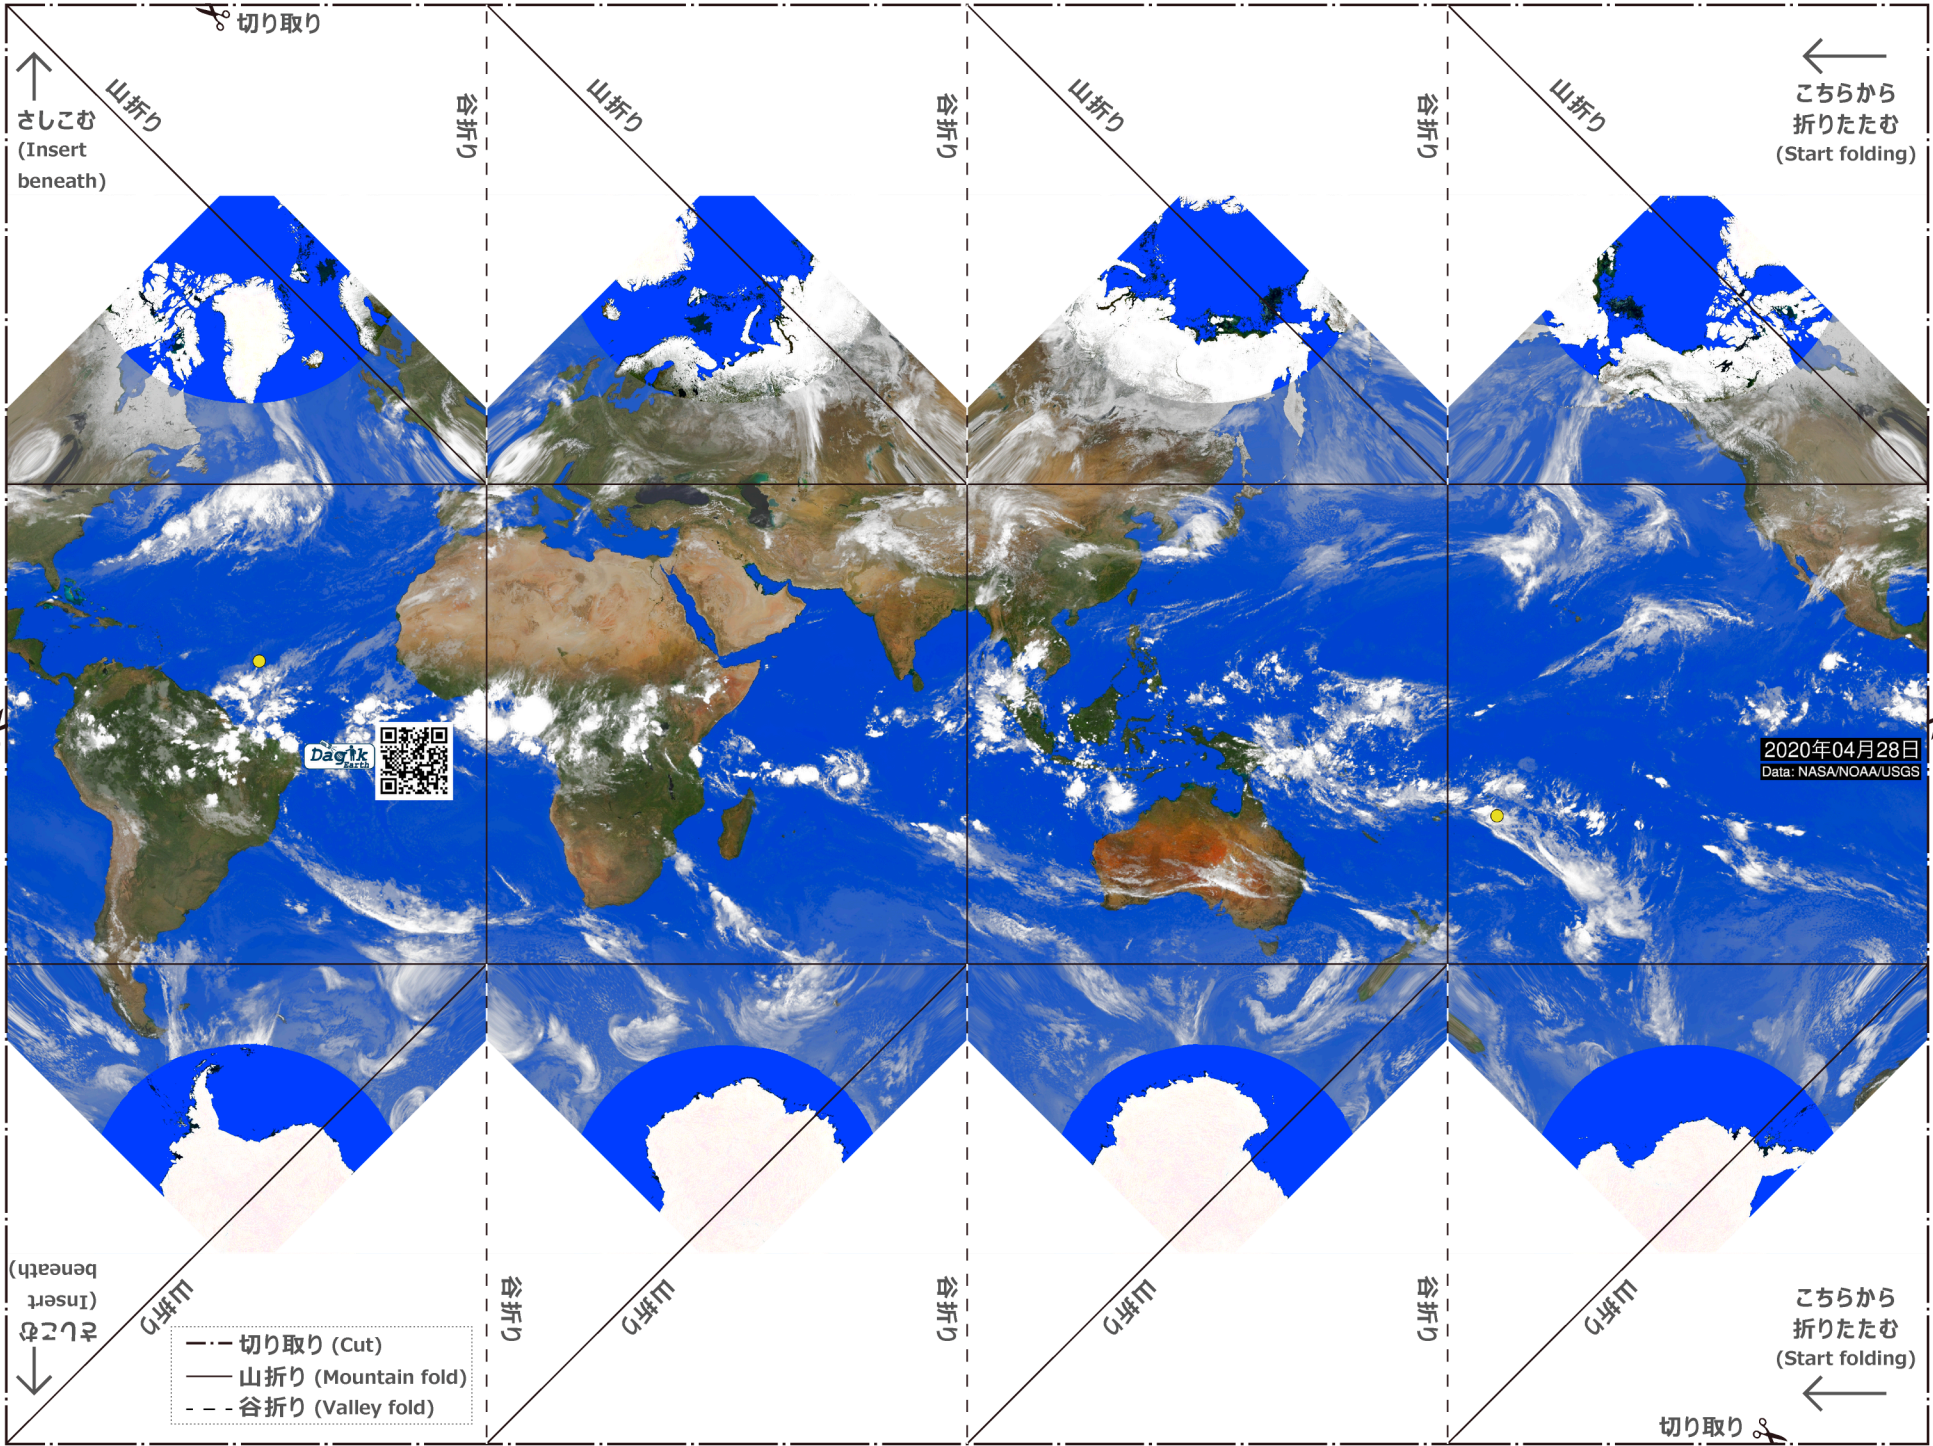 切り取り
山折り
谷折り
山折り
谷折り
山折り
谷折り
山折り
さしこむ
(Insert
beneath)
こちらから
折りたたむ
(Start folding)
Dagik
Earth
2020年04月28日
Data: NASA/NOAA/USGS
さしこむ
(Insert
beneath)
山折り
谷折り
山折り
谷折り
山折り
谷折り
山折り
こちらから
折りたたむ
(Start folding)
切り取り (Cut)
山折り (Mountain fold)
谷折り (Valley fold)
切り取り